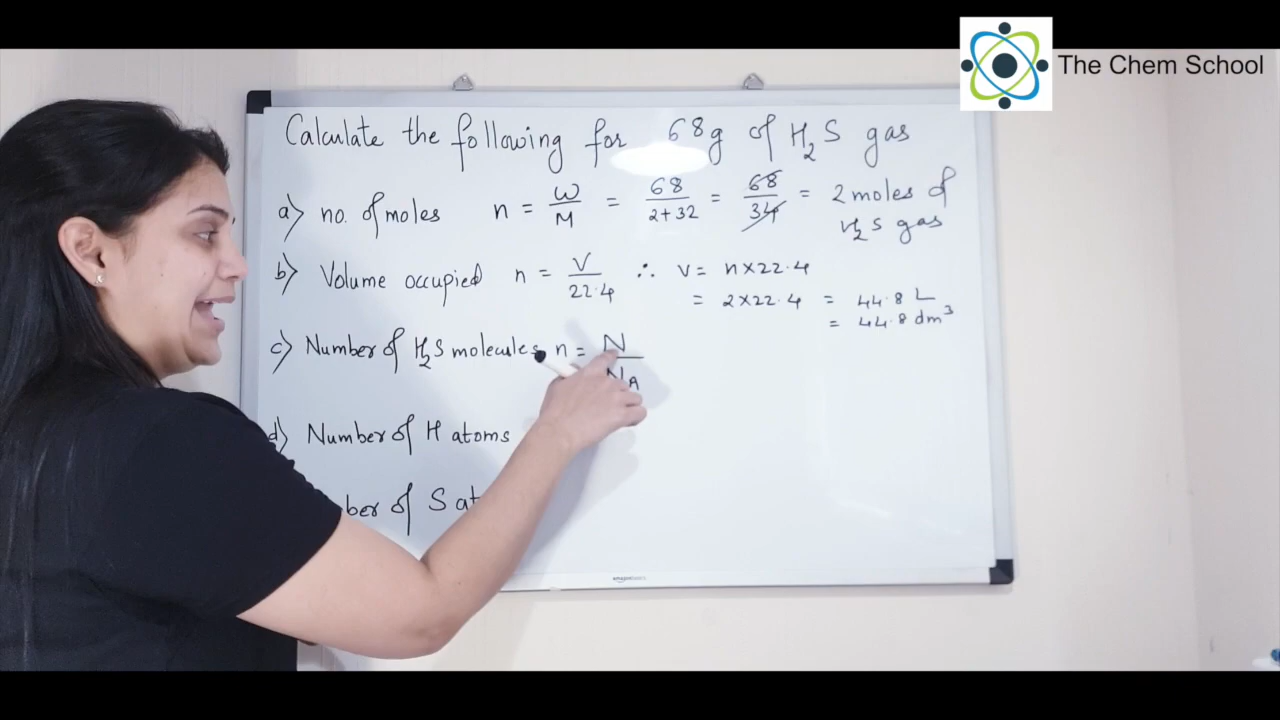 The Chem School
Calculate the following for 68g of H₂S gas
a) no. of moles n = W/M = 68/2+32 = 68/34 = 2 moles of
H₂S gas
b) Volume occupied n = V/22.4 ∴ V = n×22.4
= 2×22.4 = 44.8 L
= 44.8 dm³
c) Number of H₂S molecules n = N/N_A
d) Number of H atoms
of S
amazonbasics